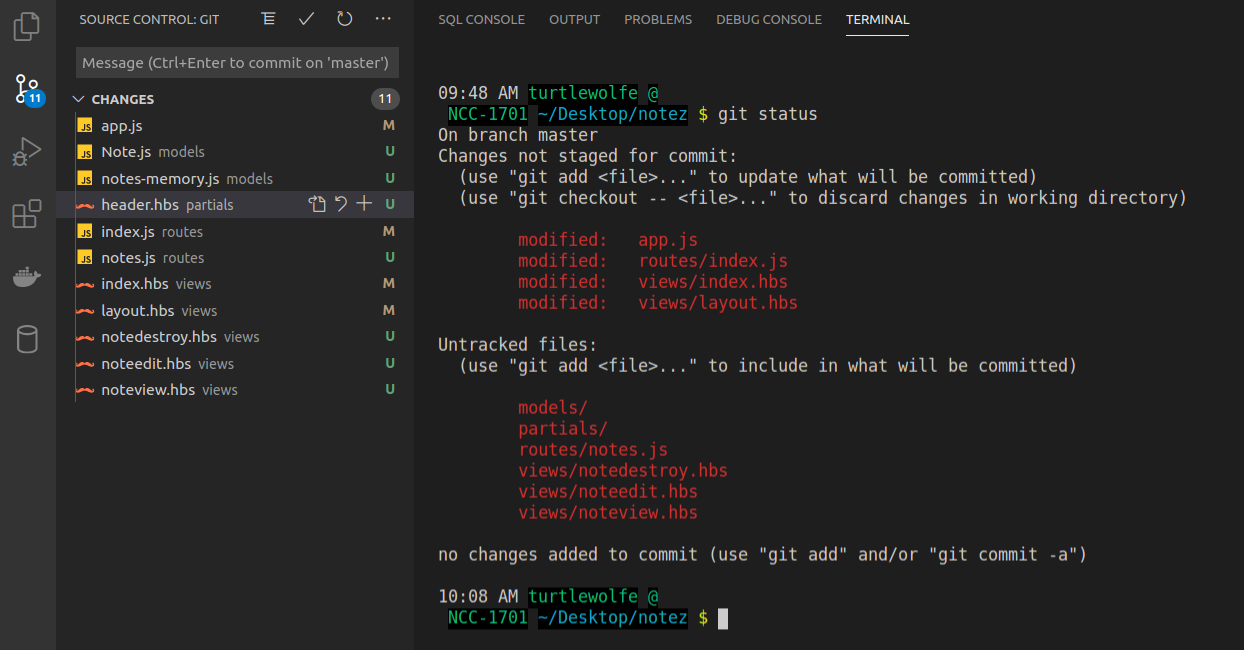 SOURCE CONTROL: GIT
Message (Ctrl+Enter to commit on 'master')
11
CHANGES 11
JS app.js M
JS Note.js models U
JS notes-memory.js models U
header.hbs partials U
JS index.js routes M
JS notes.js routes U
index.hbs views M
layout.hbs views M
notedestroy.hbs views U
noteedit.hbs views U
noteview.hbs views U
SQL CONSOLE OUTPUT PROBLEMS DEBUG CONSOLE TERMINAL
09:48 AM turtlewolfe @
NCC-1701 ~/Desktop/notez $ git status
On branch master
Changes not staged for commit:
(use "git add <file>..." to update what will be committed)
(use "git checkout -- <file>..." to discard changes in working directory)
modified: app.js
modified: routes/index.js
modified: views/index.hbs
modified: views/layout.hbs
Untracked files:
(use "git add <file>..." to include in what will be committed)
models/
partials/
routes/notes.js
views/notedestroy.hbs
views/noteedit.hbs
views/noteview.hbs
no changes added to commit (use "git add" and/or "git commit -a")
10:08 AM turtlewolfe @
NCC-1701 ~/Desktop/notez $